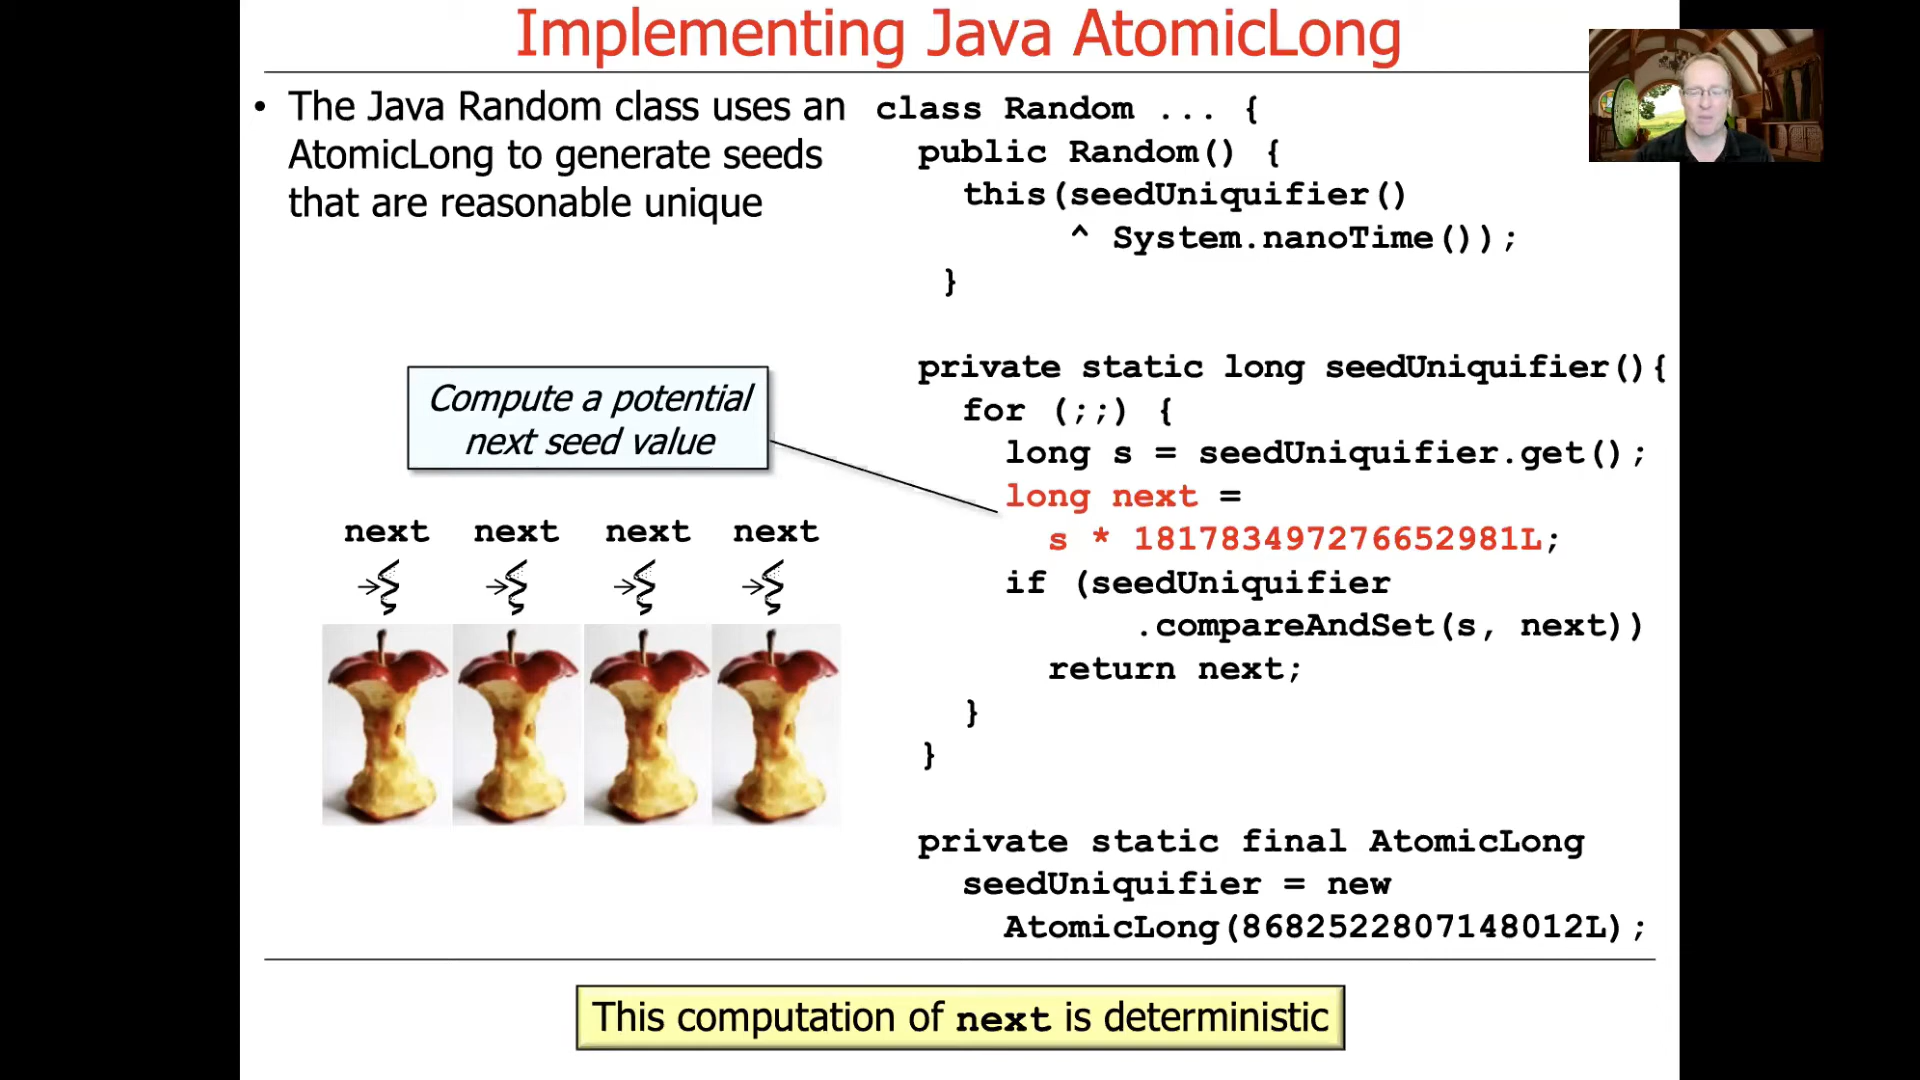 Implementing Java AtomicLong
• The Java Random class uses an
AtomicLong to generate seeds
that are reasonable unique
class Random ... {
public Random() {
this(seedUniquifier()
^ System.nanoTime());
}
private static long seedUniquifier(){
for (;;) {
long s = seedUniquifier.get();
long next =
s * 181783497276652981L;
if (seedUniquifier
.compareAndSet(s, next))
return next;
}
}
private static final AtomicLong
seedUniquifier = new
AtomicLong(8682522807148012L);
Compute a potential
next seed value
next next next next
This computation of next is deterministic